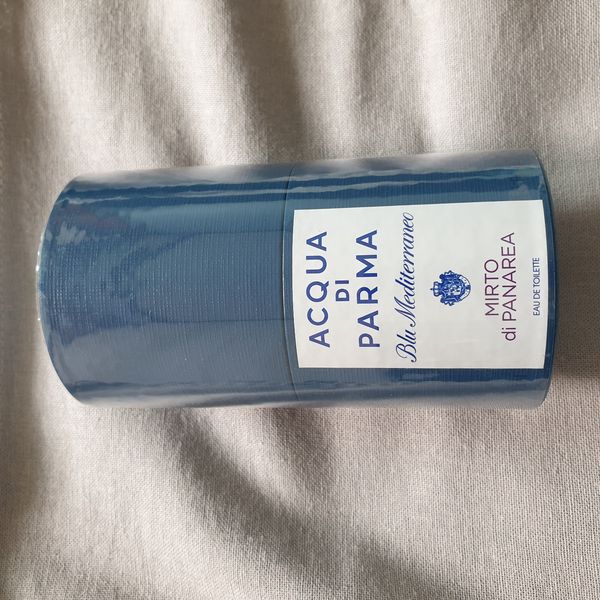 ACQUA
DI
PARMA
Blu Mediterraneo
MIRTO
di PANAREA
EAU DE TOILETTE